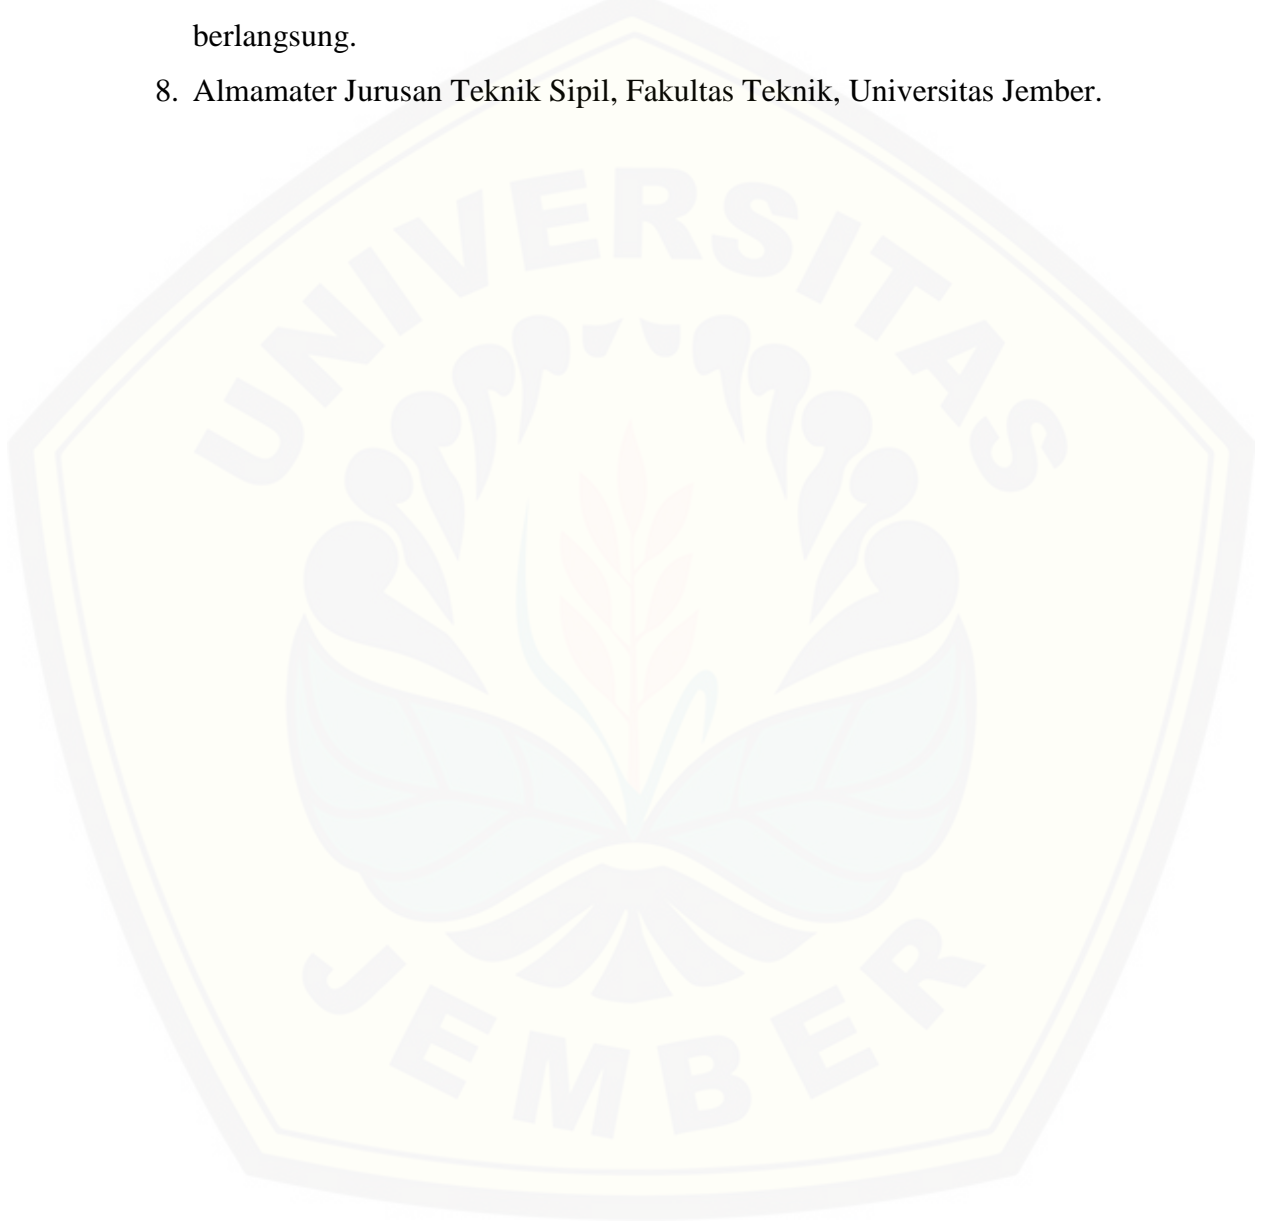 berlangsung.
8. Almamater Jurusan Teknik Sipil, Fakultas Teknik, Universitas Jember.
UNIVERSITAS
JEMBER